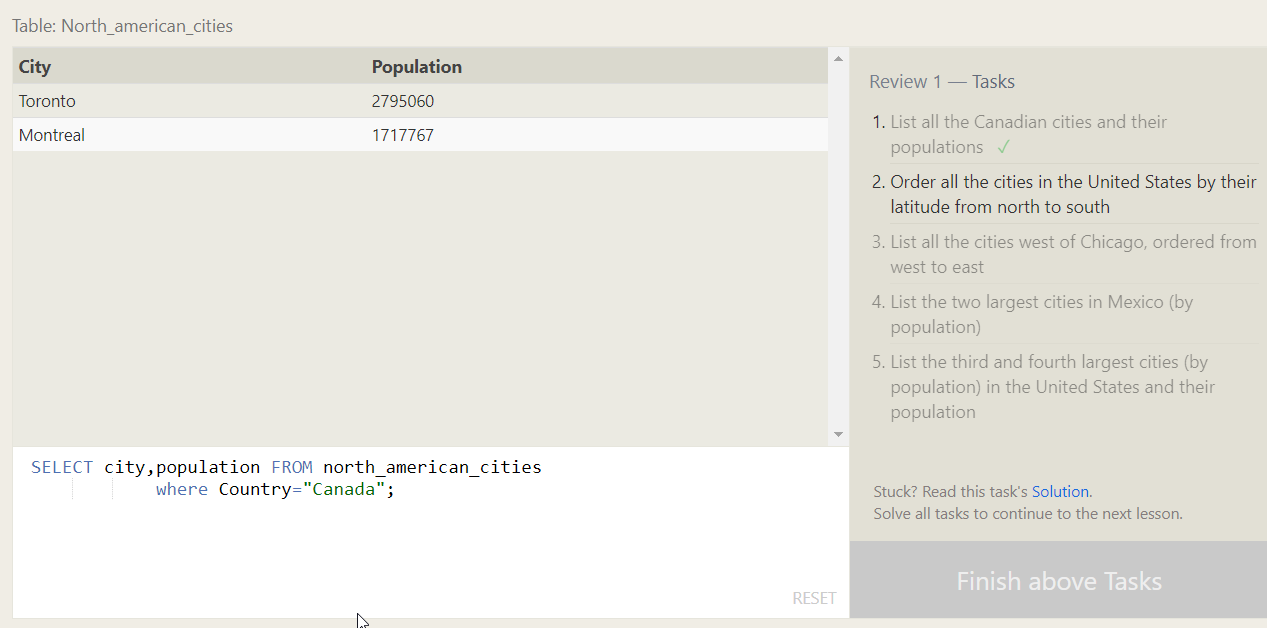 Table: North_american_cities
City Population
Toronto 2795060
Montreal 1717767
SELECT city,population FROM north_american_cities
where Country="Canada";
RESET
Review 1 — Tasks
1. List all the Canadian cities and their
populations ✓
2. Order all the cities in the United States by their
latitude from north to south
3. List all the cities west of Chicago, ordered from
west to east
4. List the two largest cities in Mexico (by
population)
5. List the third and fourth largest cities (by
population) in the United States and their
population
Stuck? Read this task's Solution.
Solve all tasks to continue to the next lesson.
Finish above Tasks